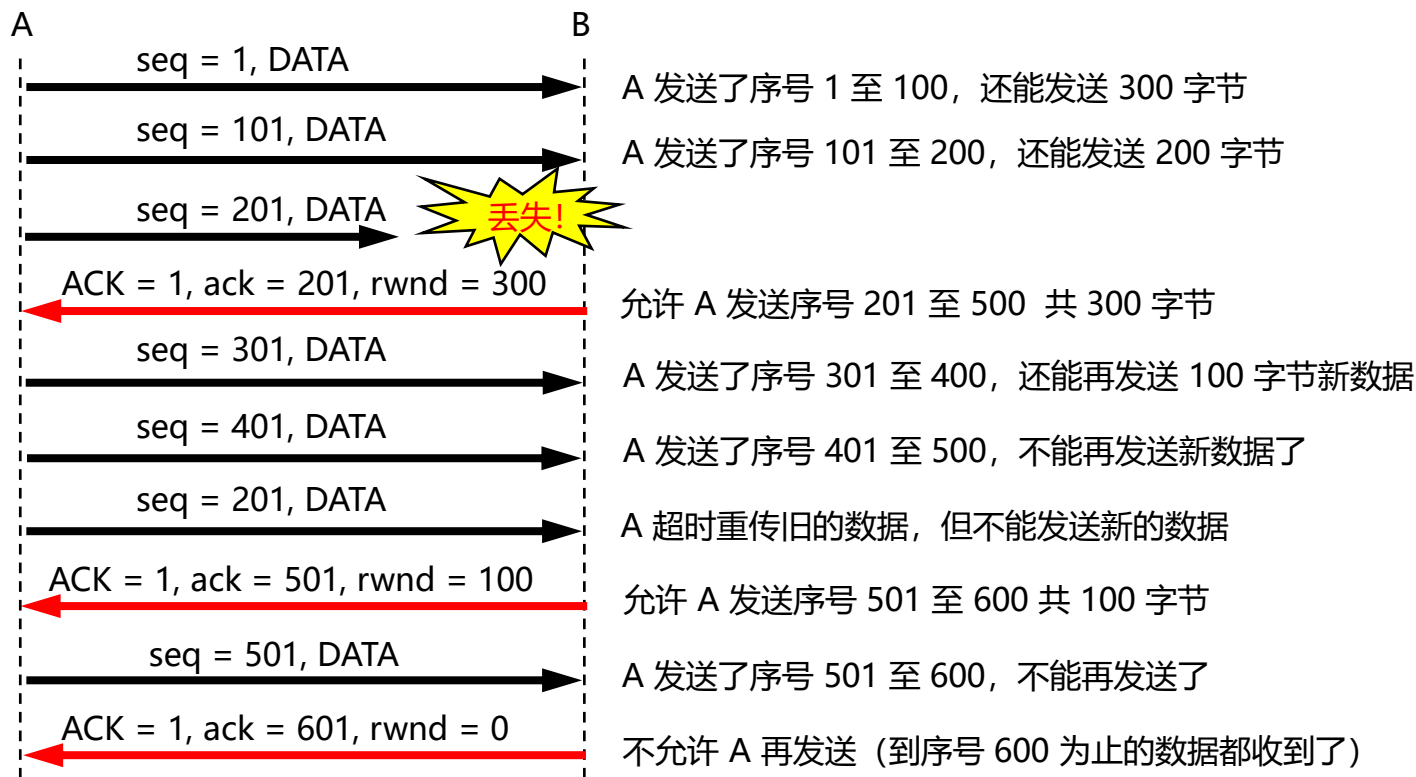 A B
seq = 1, DATA
A 发送了序号 1 至 100，还能发送 300 字节
seq = 101, DATA
A 发送了序号 101 至 200，还能发送 200 字节
seq = 201, DATA
丢失!
ACK = 1, ack = 201, rwnd = 300
允许 A 发送序号 201 至 500 共 300 字节
seq = 301, DATA
A 发送了序号 301 至 400，还能再发送 100 字节新数据
seq = 401, DATA
A 发送了序号 401 至 500，不能再发送新数据了
seq = 201, DATA
A 超时重传旧的数据，但不能发送新的数据
ACK = 1, ack = 501, rwnd = 100
允许 A 发送序号 501 至 600 共 100 字节
seq = 501, DATA
A 发送了序号 501 至 600，不能再发送了
ACK = 1, ack = 601, rwnd = 0
不允许 A 再发送（到序号 600 为止的数据都收到了）